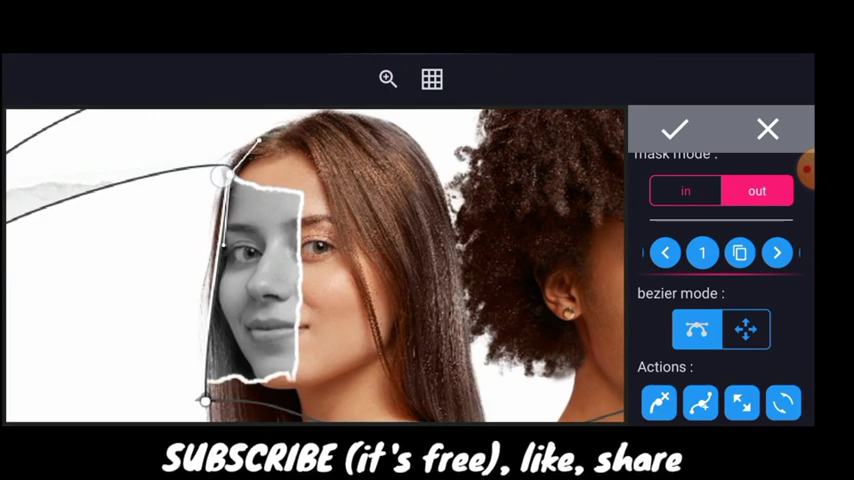 mask mode :
in
out
1
bezier mode :
Actions :
SUBSCRIBE (it's free), like, share